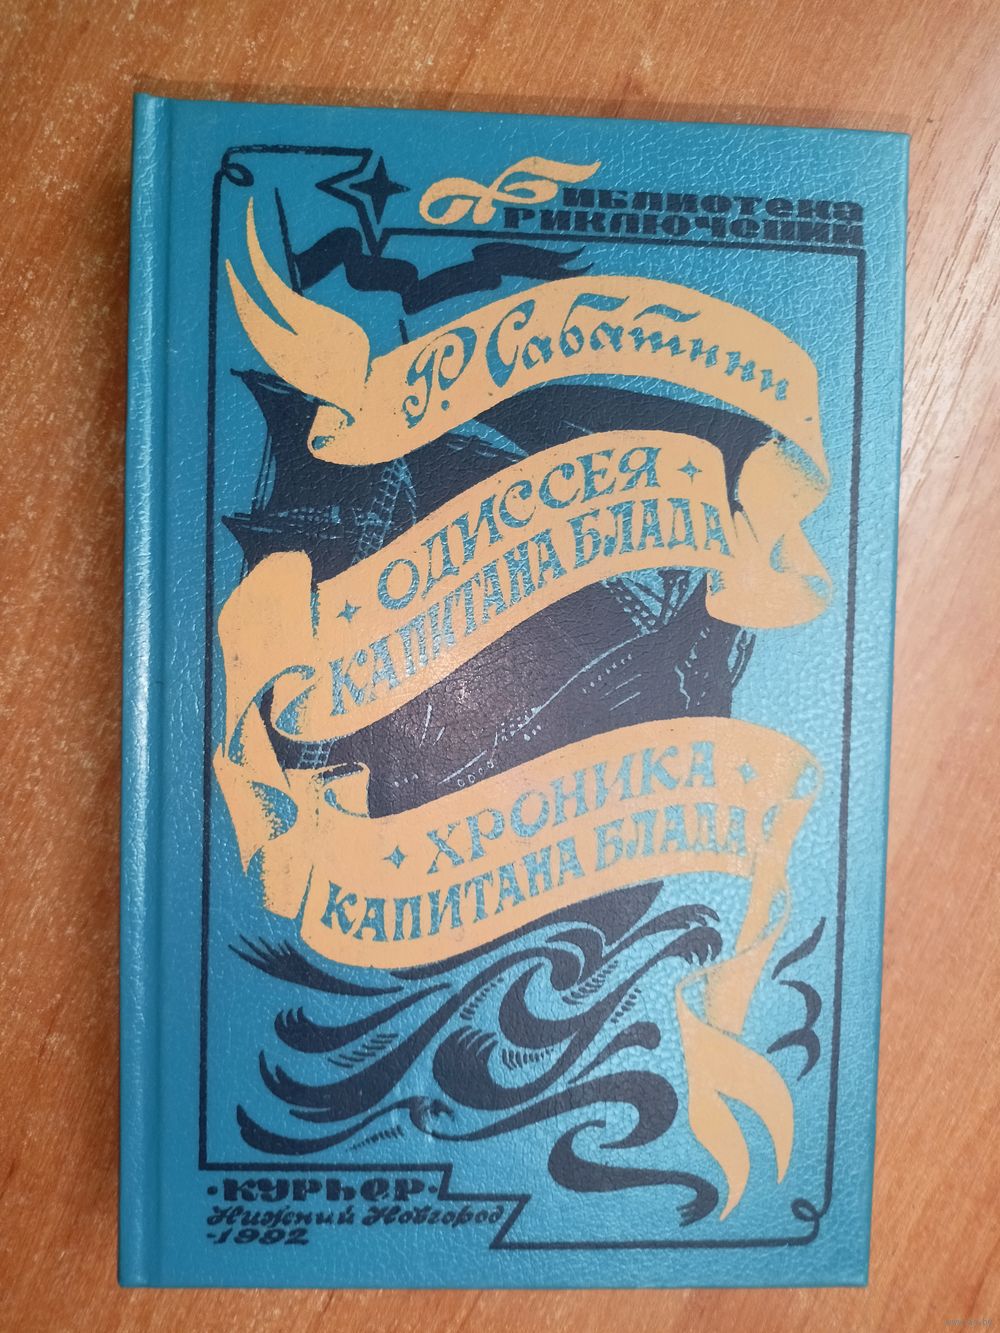 Библиотека
Приключений
Р. Сабатини
ОДИССЕЯ
КАПИТАНА БЛАДА
ХРОНИКА
КАПИТАНА БЛАДА
·КУРЬЕР·
Нижний Новгород
-1992